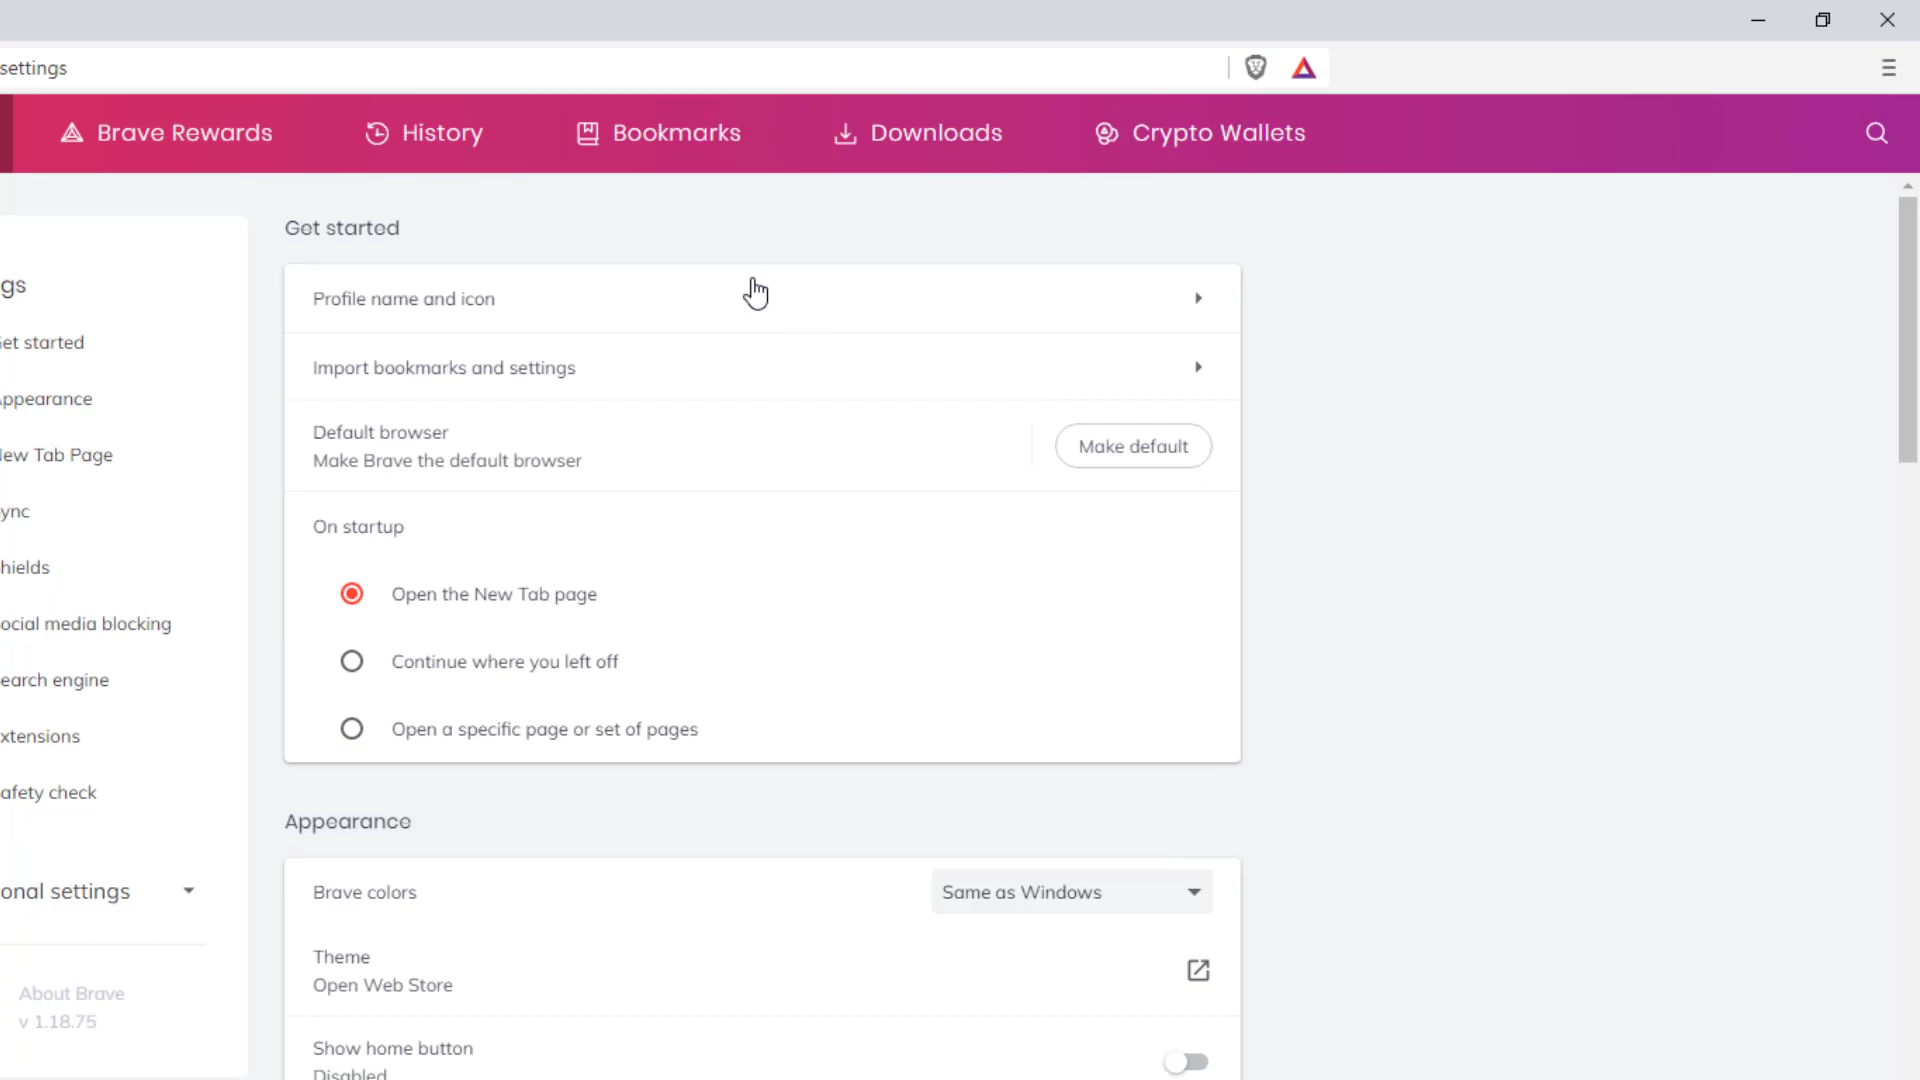 settings
Brave Rewards
History
Bookmarks
Downloads
Crypto Wallets
gs
et started
ppearance
ew Tab Page
ync
hields
ocial media blocking
earch engine
xtensions
afety check
onal settings
About Brave
v 1.18.75
Get started
Profile name and icon
Import bookmarks and settings
Default browser
Make Brave the default browser
Make default
On startup
Open the New Tab page
Continue where you left off
Open a specific page or set of pages
Appearance
Brave colors
Same as Windows
Theme
Open Web Store
Show home button
Disabled